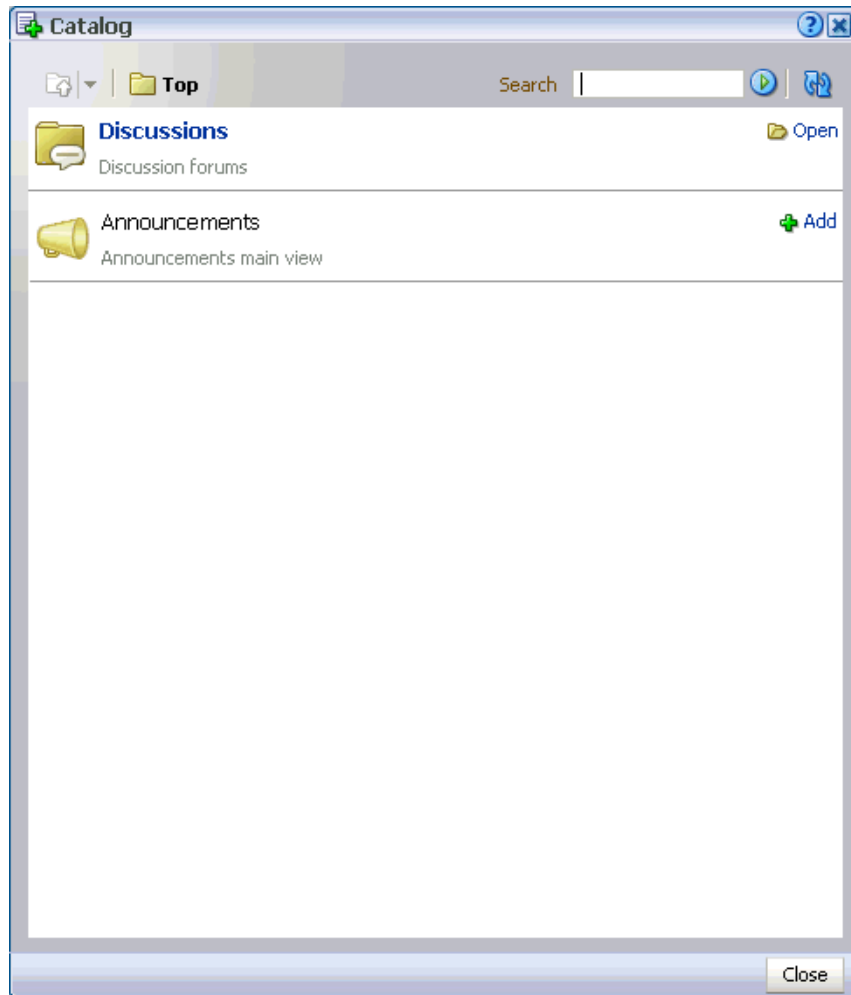 Catalog
Top Search
Discussions Open
Discussion forums
Announcements Add
Announcements main view
Close